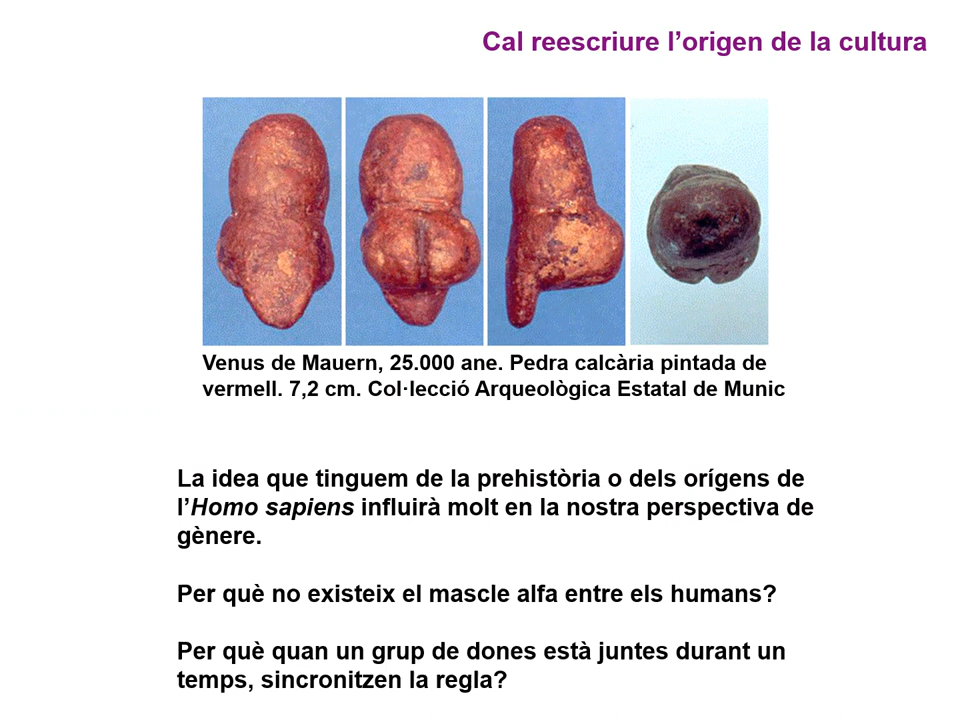 Cal reescriure l’origen de la cultura
Venus de Mauern, 25.000 ane. Pedra calcària pintada de
vermell. 7,2 cm. Col·lecció Arqueològica Estatal de Munic
La idea que tinguem de la prehistòria o dels orígens de
l’Homo sapiens influirà molt en la nostra perspectiva de
gènere.
Per què no existeix el mascle alfa entre els humans?
Per què quan un grup de dones està juntes durant un
temps, sincronitzen la regla?